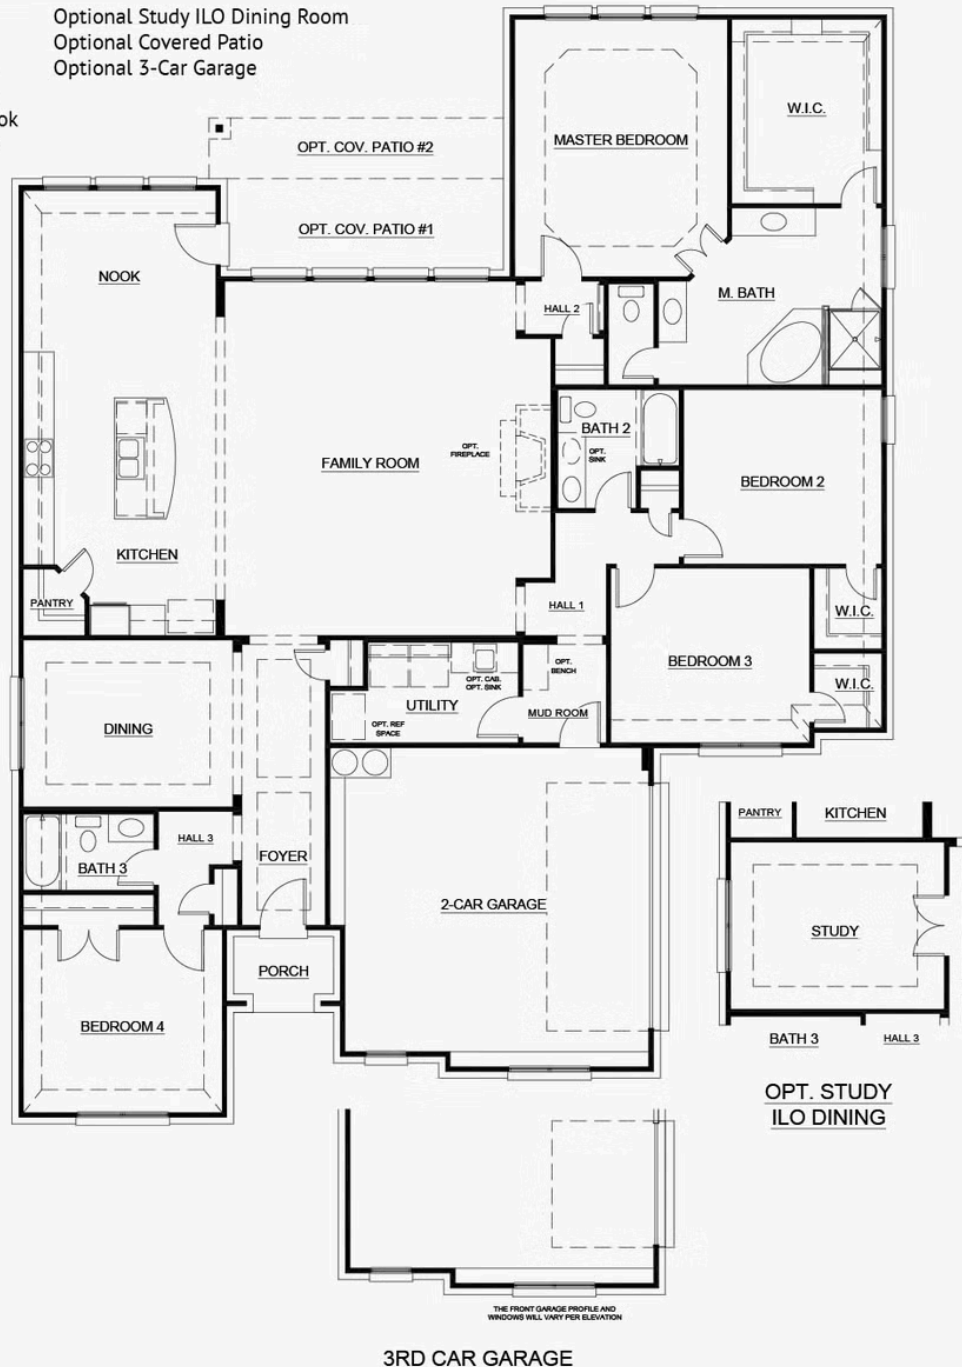 Optional Study ILO Dining Room
Optional Covered Patio
Optional 3-Car Garage
ok
OPT. COV. PATIO #2
OPT. COV. PATIO #1
MASTER BEDROOM
W.I.C.
NOOK
M. BATH
HALL 2
FAMILY ROOM
OPT.
FIREPLACE
BATH 2
OPT.
SINK
BEDROOM 2
KITCHEN
PANTRY
HALL 1
W.I.C.
BEDROOM 3
W.I.C.
OPT.
BENCH
OPT. CAB.
OPT. SINK
UTILITY
MUD ROOM
OPT. REF
SPACE
DINING
HALL 3
BATH 3
FOYER
2-CAR GARAGE
PORCH
BEDROOM 4
PANTRY
KITCHEN
STUDY
BATH 3
HALL 3
OPT. STUDY
ILO DINING
THE FRONT GARAGE PROFILE AND
WINDOWS WILL VARY PER ELEVATION
3RD CAR GARAGE